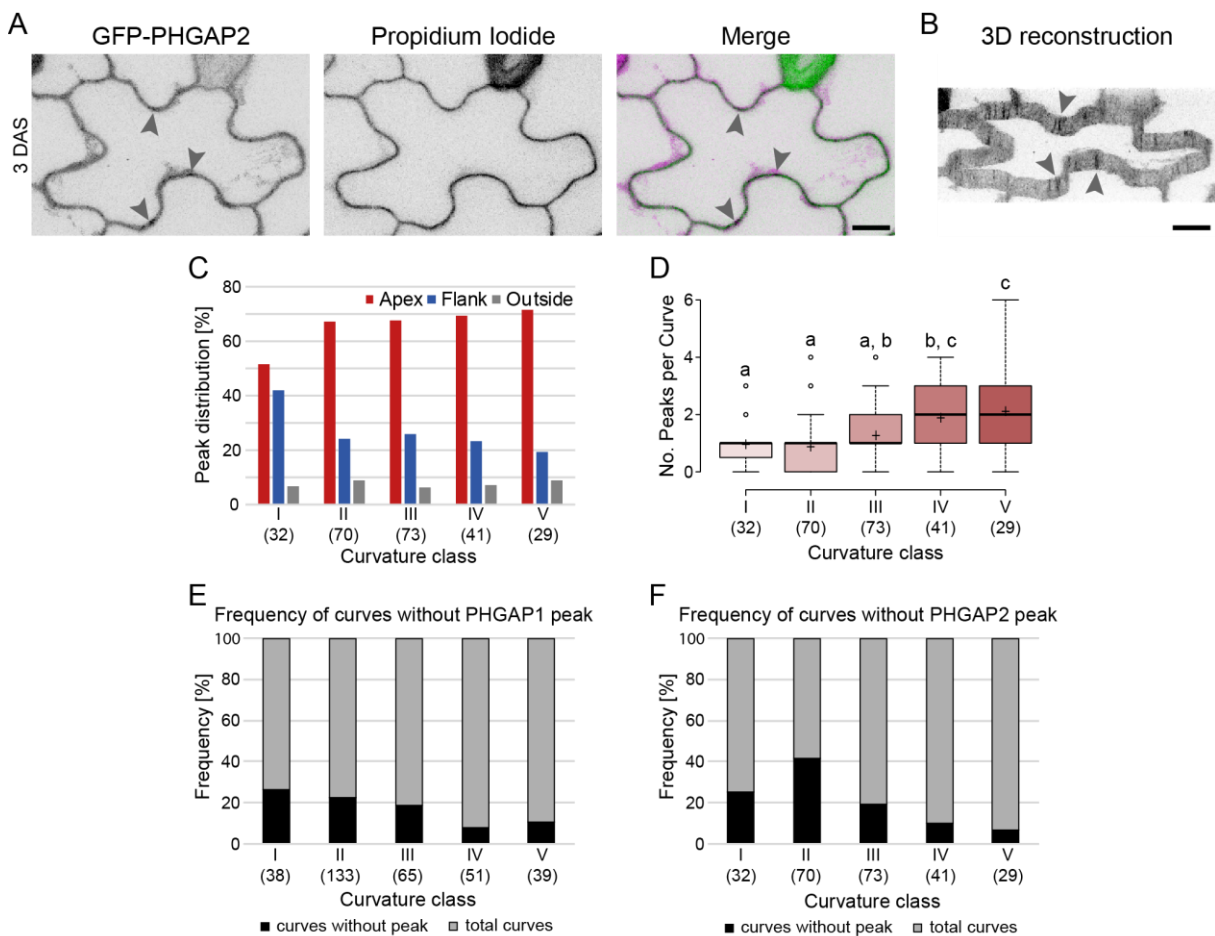 A
GFP-PHGAP2
Propidium Iodide
Merge
B
3D reconstruction
3 DAS
C
Peak distribution [%]
80
60
40
20
0
Apex
Flank
Outside
I
II
III
IV
V
(32)
(70)
(73)
(41)
(29)
Curvature class
D
No. Peaks per Curve
6
4
2
0
a
a
a, b
b, c
c
I
II
III
IV
V
(32)
(70)
(73)
(41)
(29)
Curvature class
E
Frequency of curves without PHGAP1 peak
Frequency [%]
100
80
60
40
20
0
I
II
III
IV
V
(38)
(133)
(65)
(51)
(39)
Curvature class
curves without peak
total curves
F
Frequency of curves without PHGAP2 peak
Frequency [%]
100
80
60
40
20
0
I
II
III
IV
V
(32)
(70)
(73)
(41)
(29)
Curvature class
curves without peak
total curves